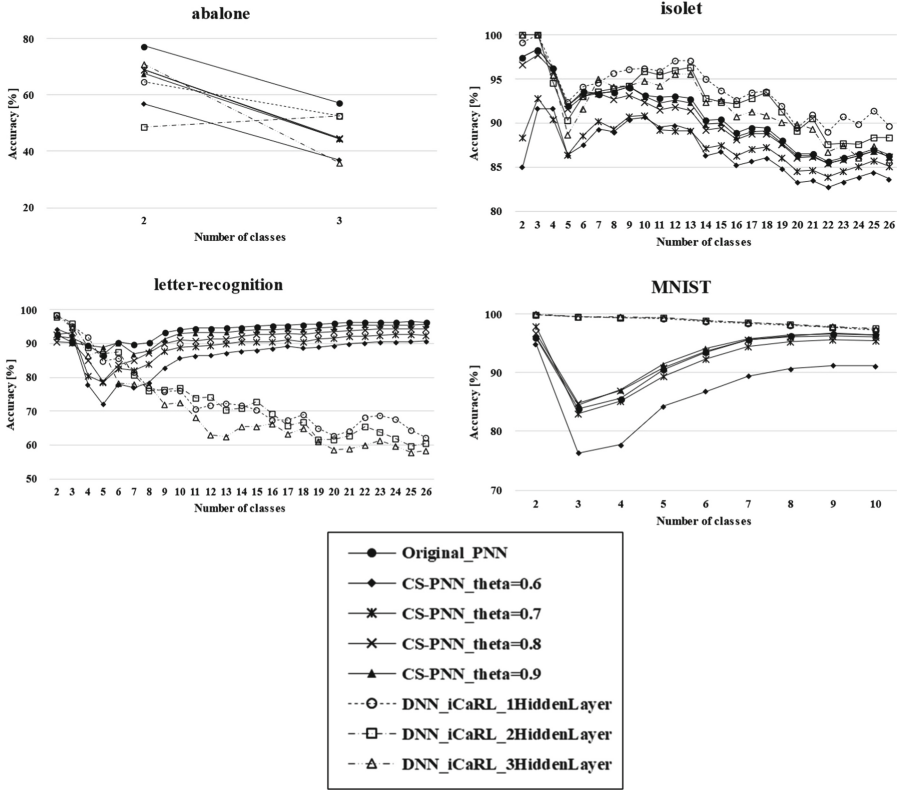 abalone
80
60
40
20
Accuracy [%]
2 3
Number of classes
isolet
100
95
90
85
80
Accuracy [%]
2 3 4 5 6 7 8 9 10 11 12 13 14 15 16 17 18 19 20 21 22 23 24 25 26
Number of classes
letter-recognition
100
90
80
70
60
50
Accuracy [%]
2 3 4 5 6 7 8 9 10 11 12 13 14 15 16 17 18 19 20 21 22 23 24 25 26
Number of classes
MNIST
100
90
80
70
Accuracy [%]
2 3 4 5 6 7 8 9 10
Number of classes
Original_PNN
CS-PNN_theta=0.6
CS-PNN_theta=0.7
CS-PNN_theta=0.8
CS-PNN_theta=0.9
DNN_iCaRL_1HiddenLayer
DNN_iCaRL_2HiddenLayer
DNN_iCaRL_3HiddenLayer